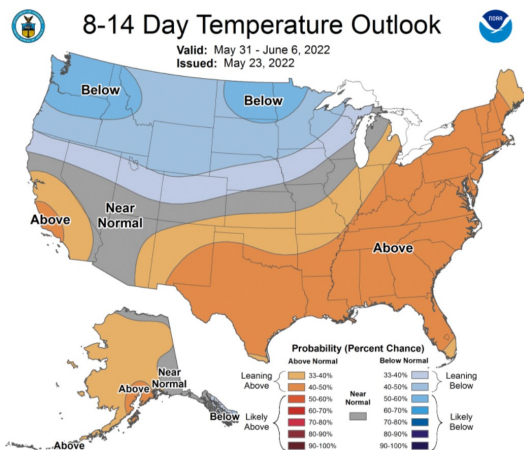 8-14 Day Temperature Outlook
Valid: May 31 - June 6, 2022
Issued: May 23, 2022
NOAA
Below
Below
Near
Normal
Above
Above
Near
Normal
Above
Below
Above
Probability (Percent Chance)
Above Normal
Below Normal
Leaning
Above
33-40%
40-50%
Likely
Above
50-60%
60-70%
70-80%
80-90%
90-100%
Near
Normal
33-40%
40-50%
Leaning
Below
50-60%
60-70%
70-80%
80-90%
90-100%
Likely
Below